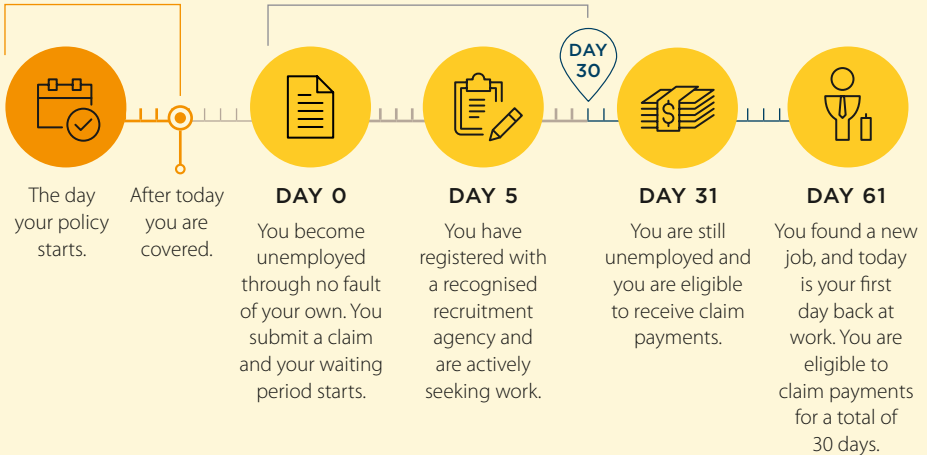 DAY
30
$
The day
your policy
starts.
After today
you are
covered.
DAY 0
You become
unemployed
through no fault
of your own. You
submit a claim
and your waiting
period starts.
DAY 5
You have
registered with
a recognised
recruitment
agency and
are actively
seeking work.
DAY 31
You are still
unemployed and
you are eligible
to receive claim
payments.
DAY 61
You found a new
job, and today
is your first
day back at
work. You are
eligible to
claim payments
for a total of
30 days.